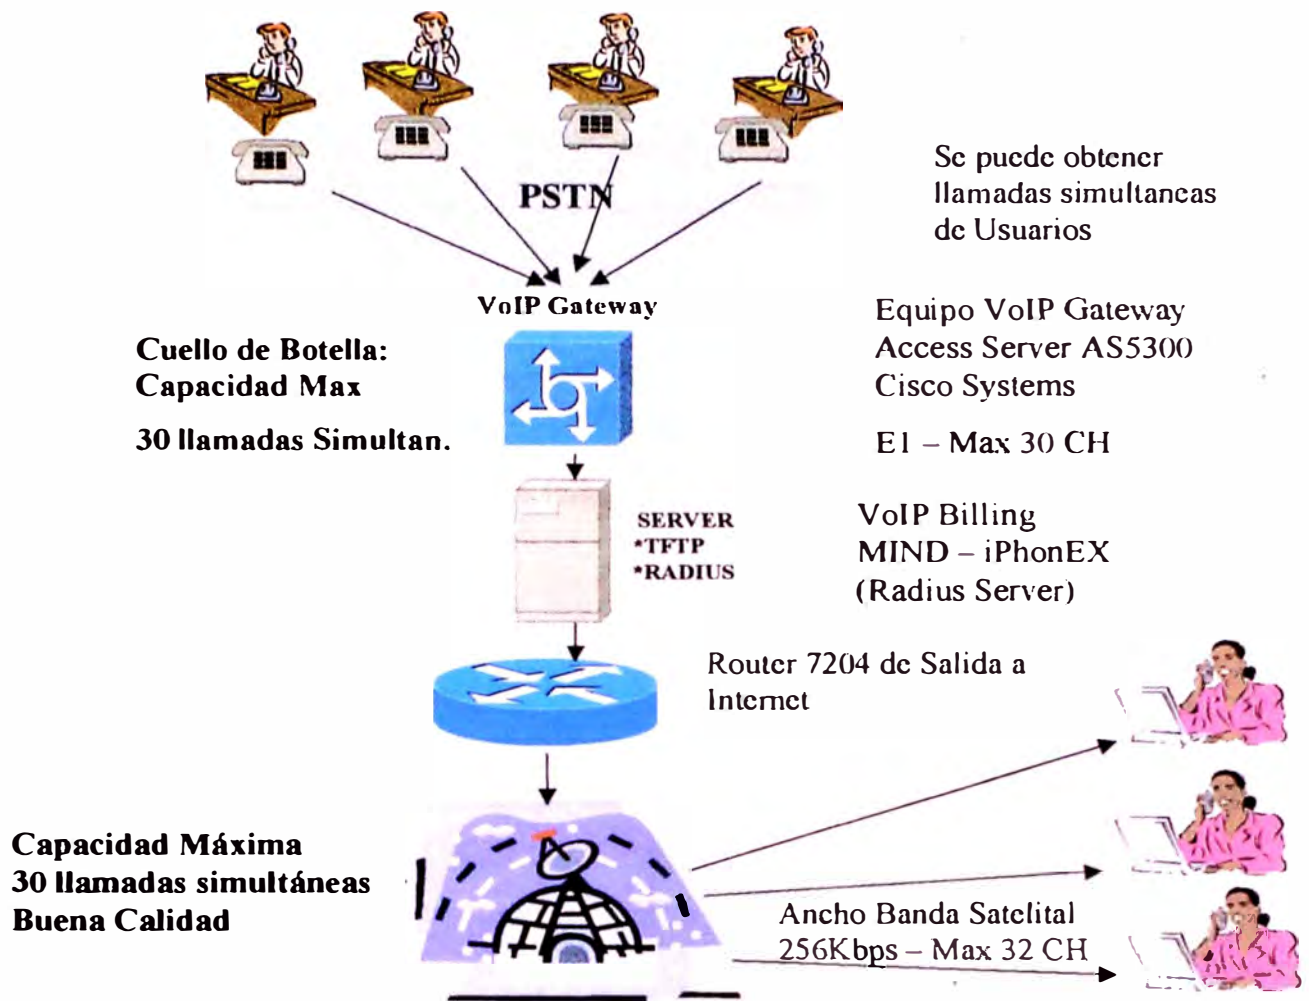 PSTN
Se puede obtener
llamadas simultaneas
de Usuarios
VoIP Gateway
Cuello de Botella:
Capacidad Max
30 llamadas Simultan.
Equipo VoIP Gateway
Access Server AS5300
Cisco Systems
E1 – Max 30 CH
SERVER
*TFTP
*RADIUS
VoIP Billing
MIND – iPhonEX
(Radius Server)
Router 7204 de Salida a
Internet
Capacidad Máxima
30 llamadas simultáneas
Buena Calidad
Ancho Banda Satelital
256Kbps – Max 32 CH